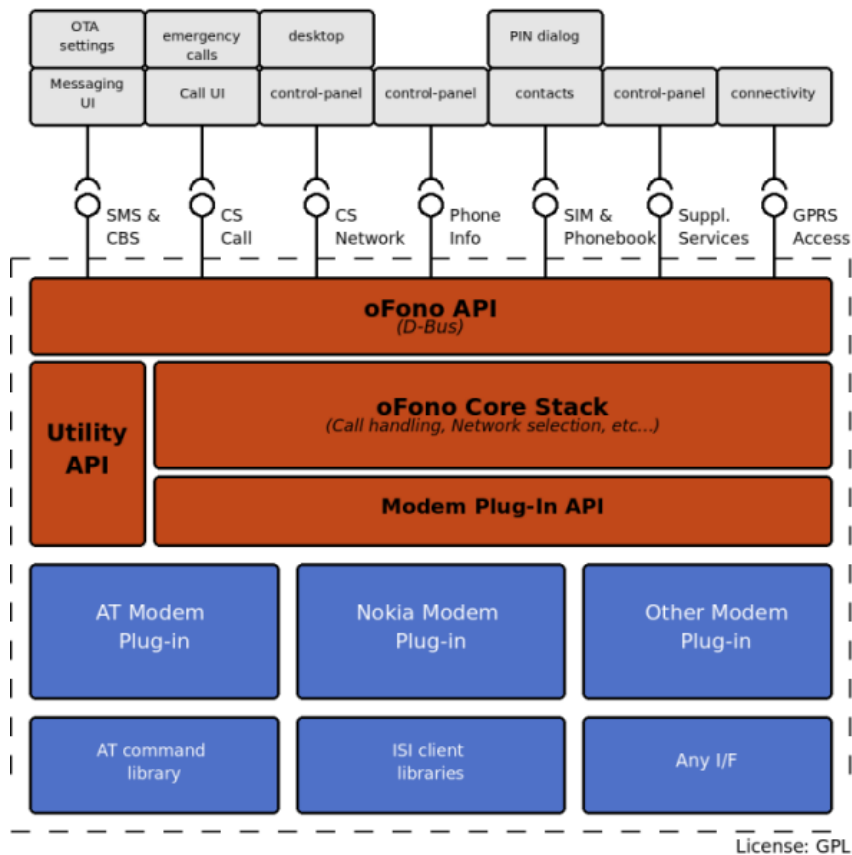 OTA
settings
emergency
calls
desktop
PIN dialog
Messaging
UI
Call UI
control-panel
control-panel
contacts
control-panel
connectivity
SMS &
CBS
CS
Call
CS
Network
Phone
Info
SIM &
Phonebook
Suppl.
Services
GPRS
Access
oFono API
(D-Bus)
Utility
API
oFono Core Stack
(Call handling, Network selection, etc...)
Modem Plug-In API
AT Modem
Plug-in
Nokia Modem
Plug-in
Other Modem
Plug-in
AT command
library
ISI client
libraries
Any I/F
License: GPL